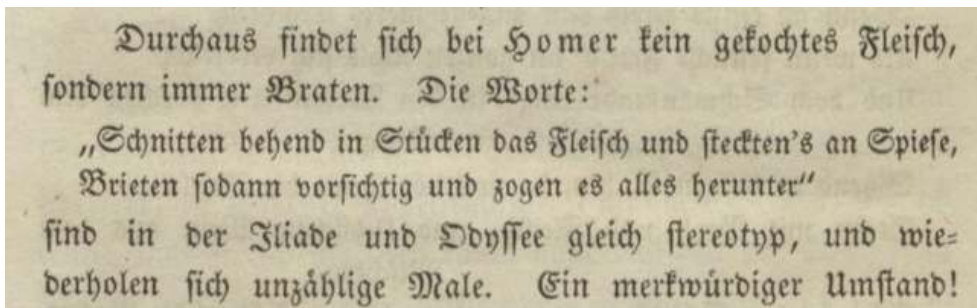 Durchaus findet sich bei Homer kein gekochtes Fleisch,
sondern immer Braten. Die Worte:
„Schnitten behend in Stücken das Fleisch und steckten's an Spiese,
Brieten sodann vorsichtig und zogen es alles herunter“
sind in der Iliade und Odyssee gleich stereotyp, und wie-
derholen sich unzählige Male. Ein merkwürdiger Umstand!